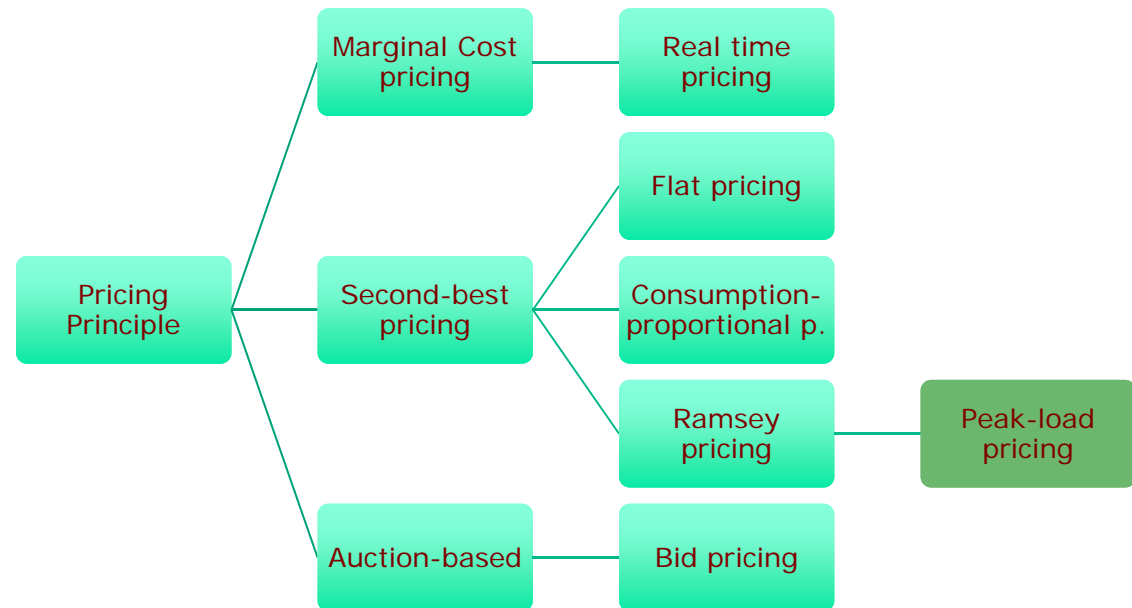 Marginal Cost
pricing
Real time
pricing
Flat pricing
Pricing
Principle
Second-best
pricing
Consumption-
proportional p.
Ramsey
pricing
Peak-load
pricing
Auction-based
Bid pricing